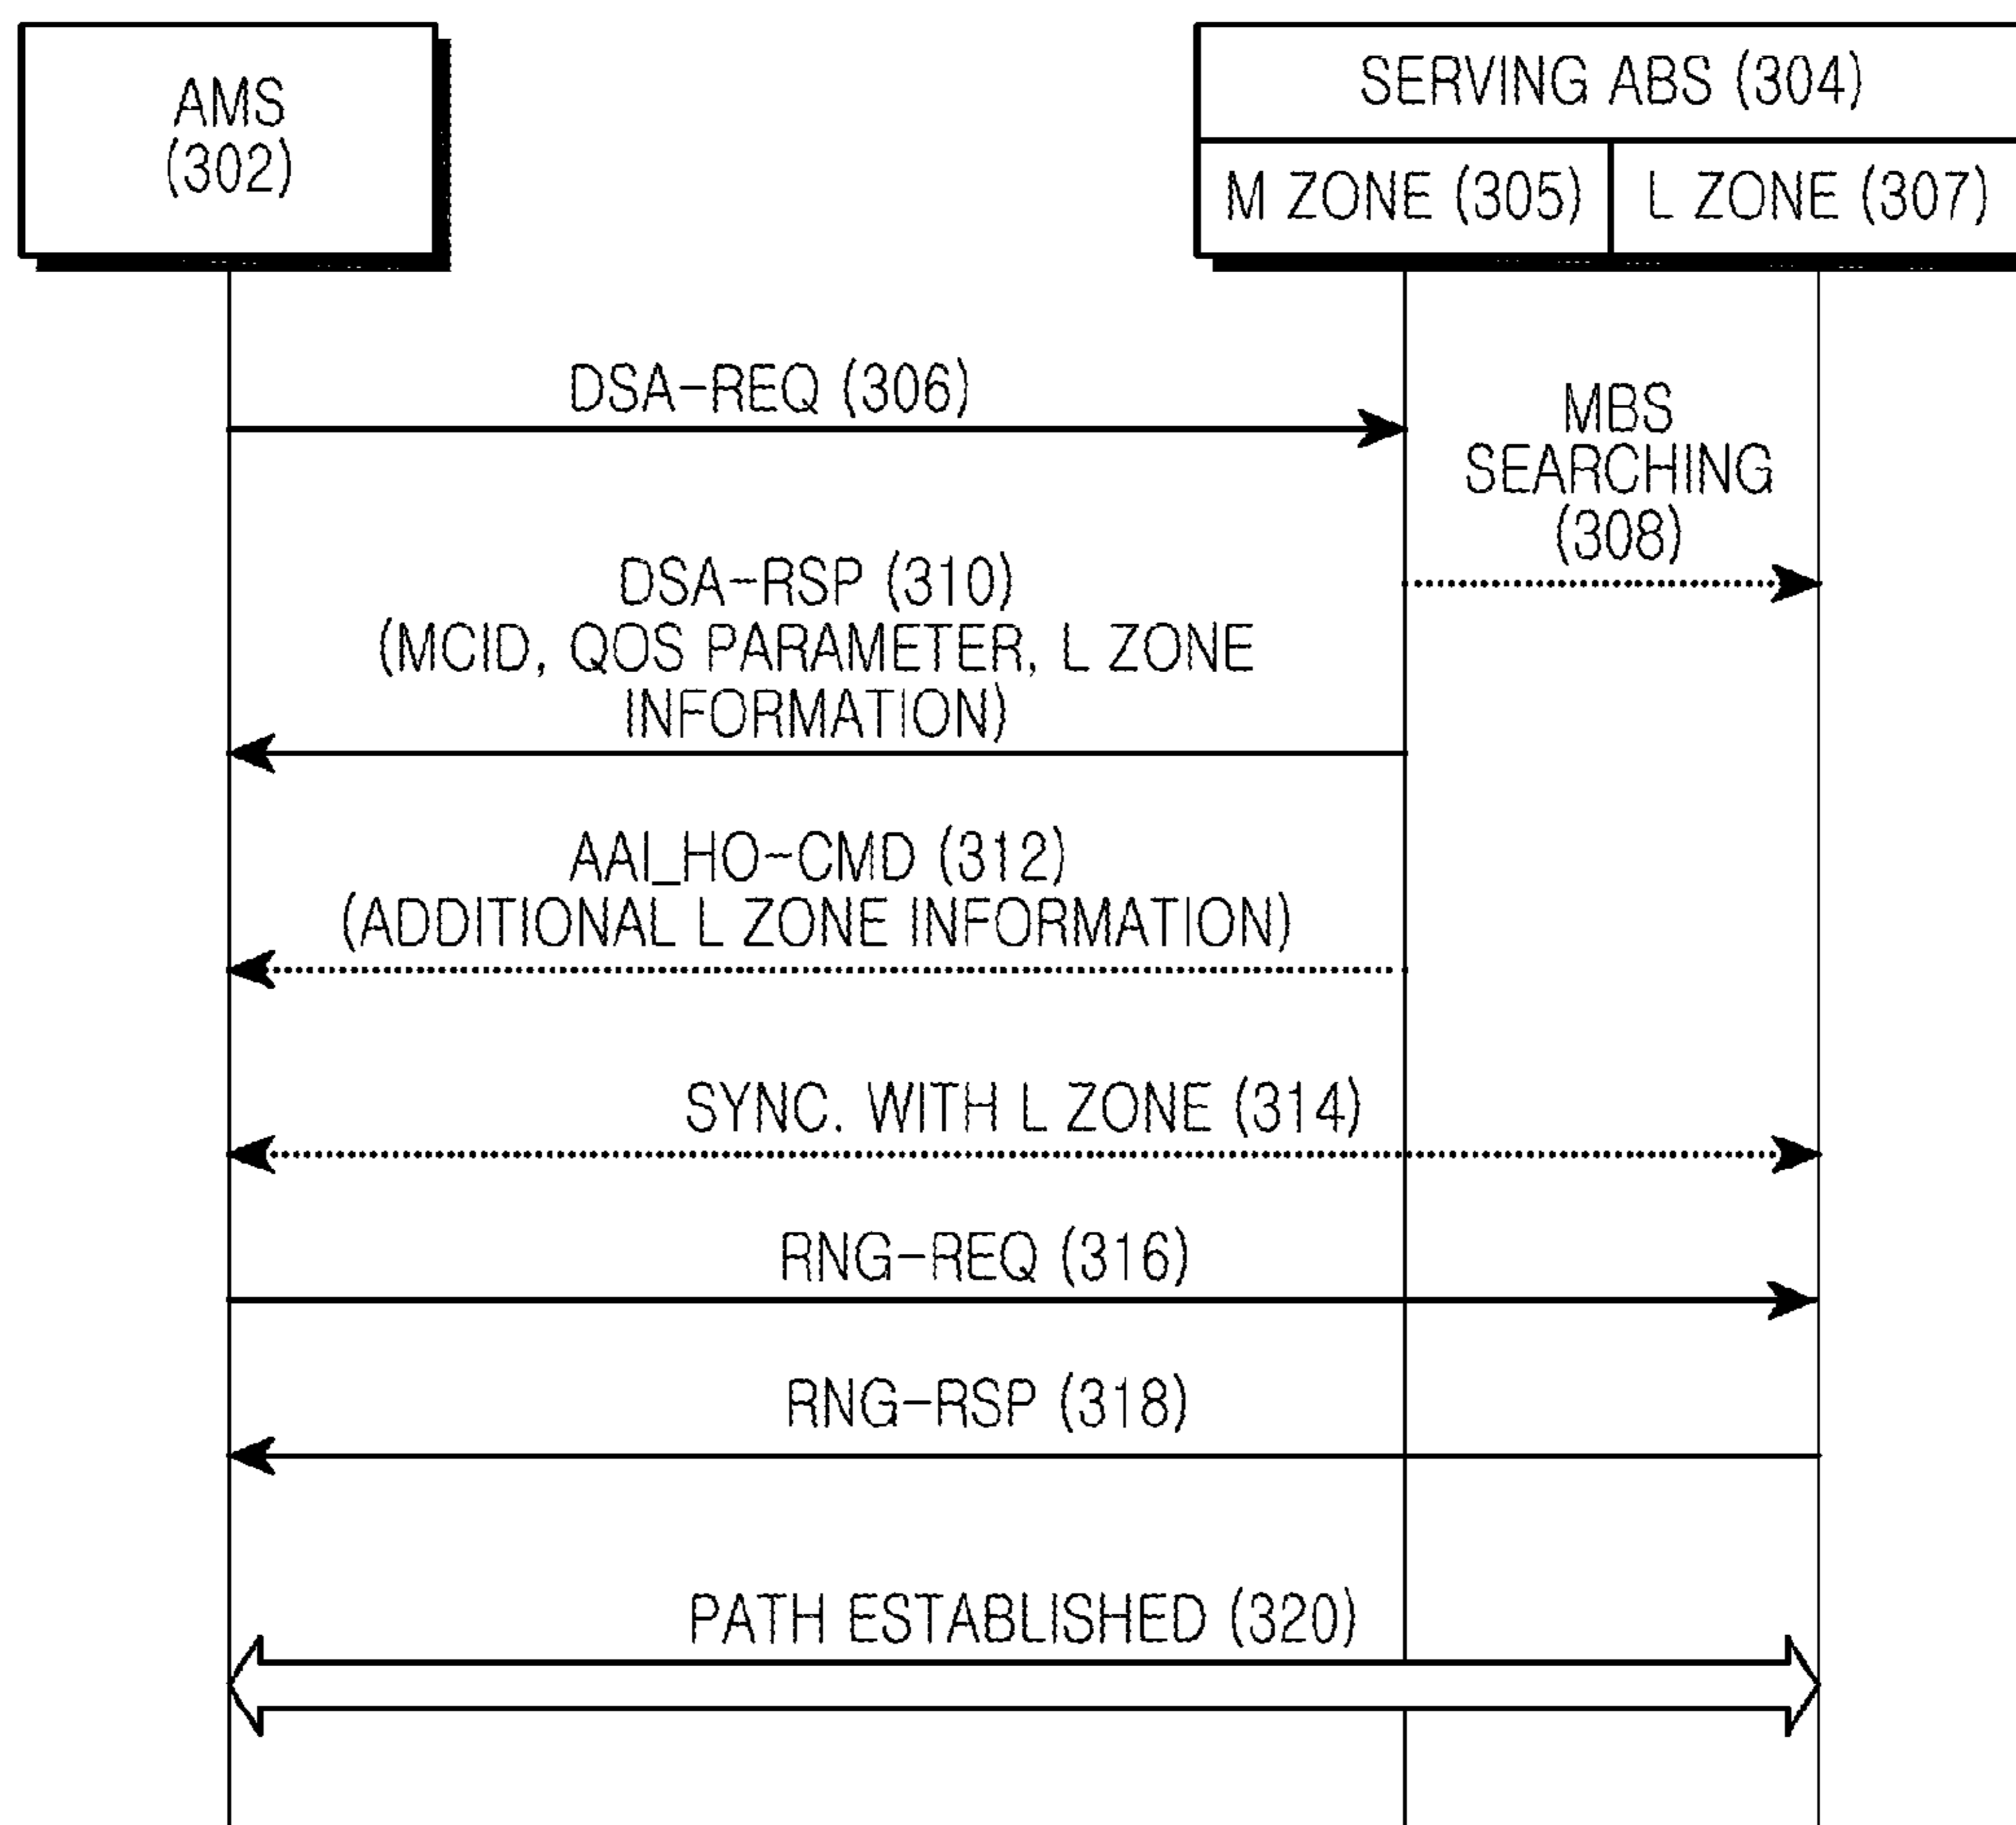 AMS
(302)
SERVING ABS (304)
M ZONE (305)
L ZONE (307)
DSA-REQ (306)
MBS
SEARCHING
(308)
DSA-RSP (310)
(MCID, QOS PARAMETER, L ZONE
INFORMATION)
AAI_HO-CMD (312)
(ADDITIONAL L ZONE INFORMATION)
SYNC. WITH L ZONE (314)
RNG-REQ (316)
RNG-RSP (318)
PATH ESTABLISHED (320)